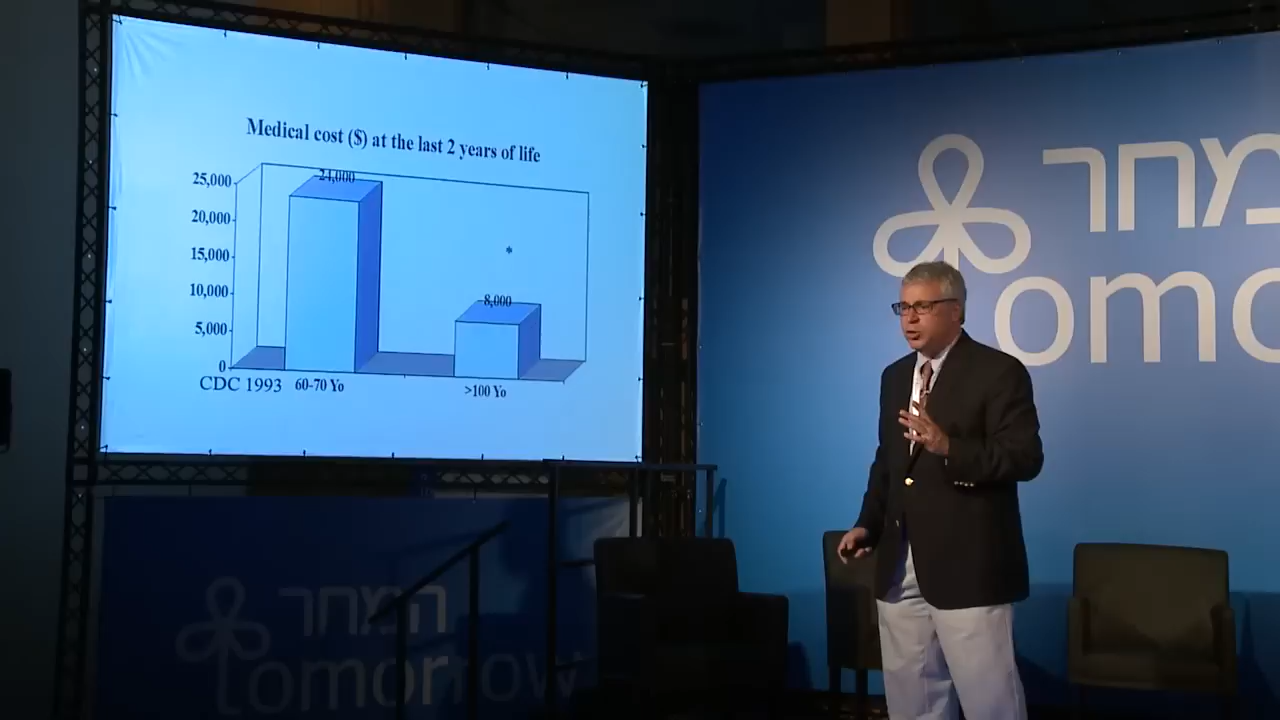 Medical cost ($) at the last 2 years of life
25,000
20,000
15,000
10,000
5,000
0
24,000
*
8,000
CDC 1993
60-70 Yo
>100 Yo
מחר
omo
המחר
tomorrow